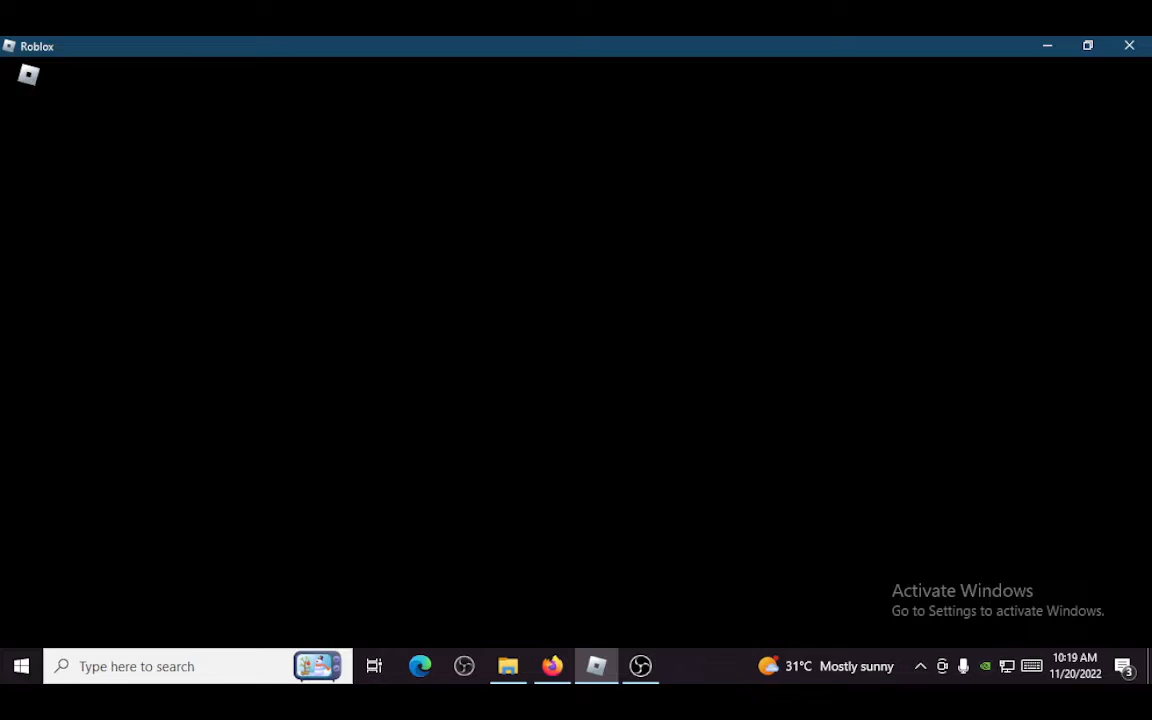 Roblox
Activate Windows
Go to Settings to activate Windows.
Type here to search
31°C Mostly sunny
10:19 AM
11/20/2022
3